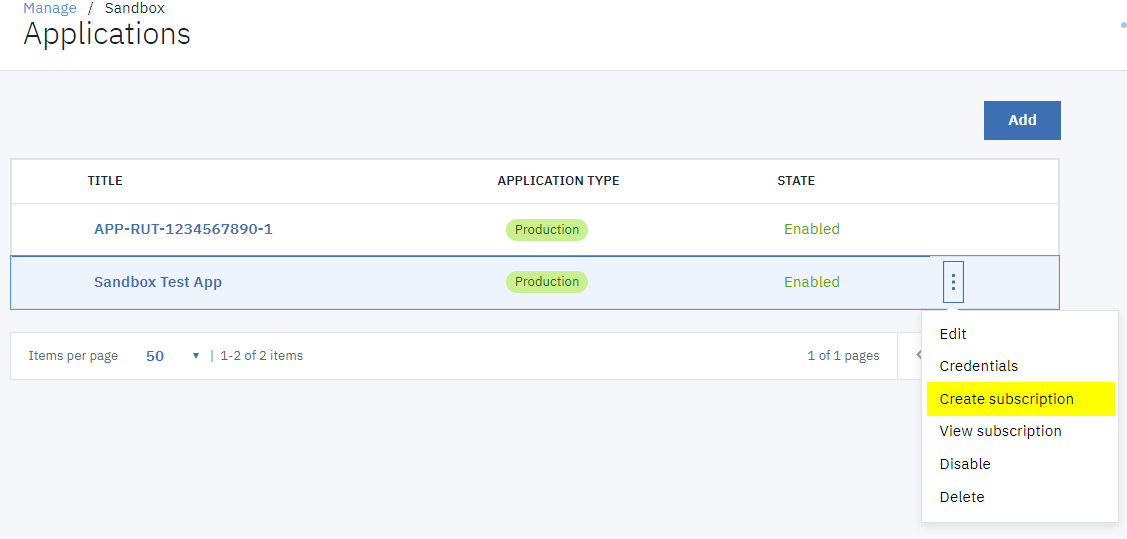 Manage / Sandbox
Applications
Add
TITLE APPLICATION TYPE STATE
APP-RUT-1234567890-1 Production Enabled
Sandbox Test App Production Enabled
Items per page 50 | 1-2 of 2 items 1 of 1 pages
Edit
Credentials
Create subscription
View subscription
Disable
Delete